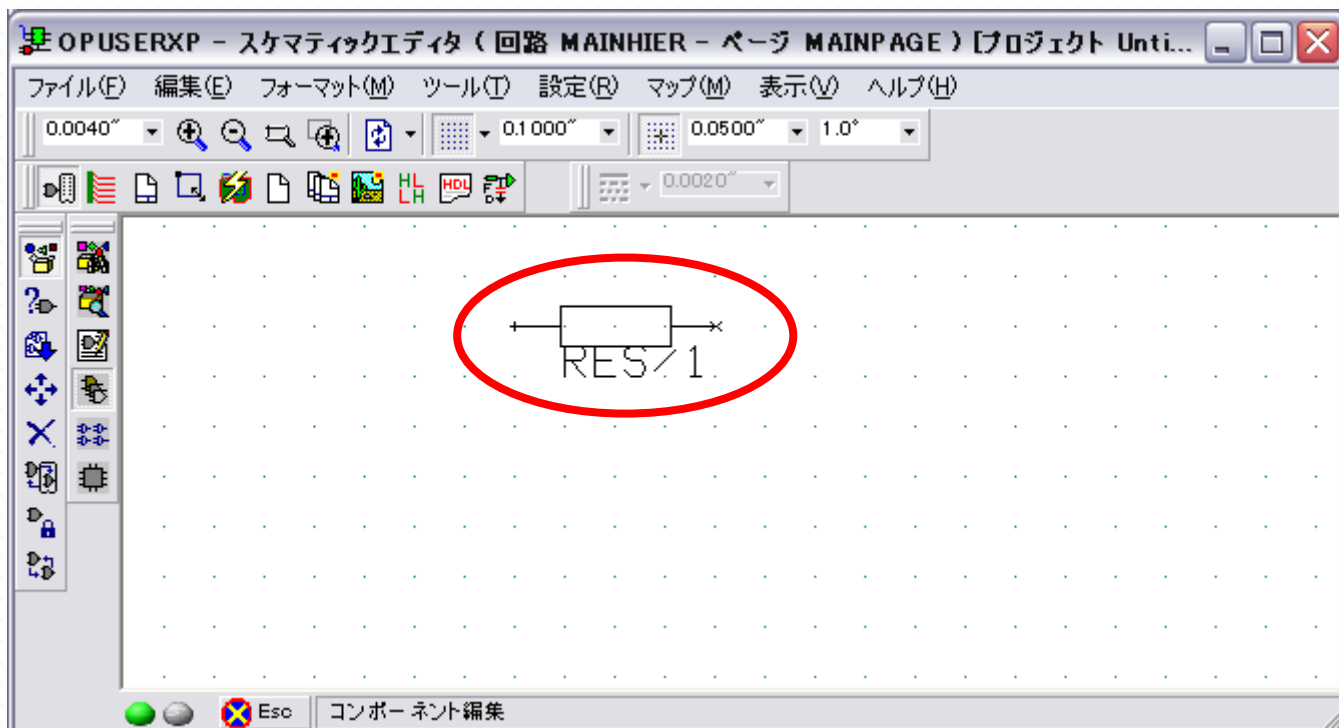 OPUSERXP - スケマティックエディタ ( 回路 MAINHIER - ページ MAINPAGE ) [プロジェクト Unti...
ファイル(F) 編集(E) フォーマット(M) ツール(T) 設定(R) マップ(M) 表示(V) ヘルプ(H)
0.0040" 0.1000" 0.0500" 1.0°
HL LH HDL 0.0020"
RES/1
Esc コンポーネント編集